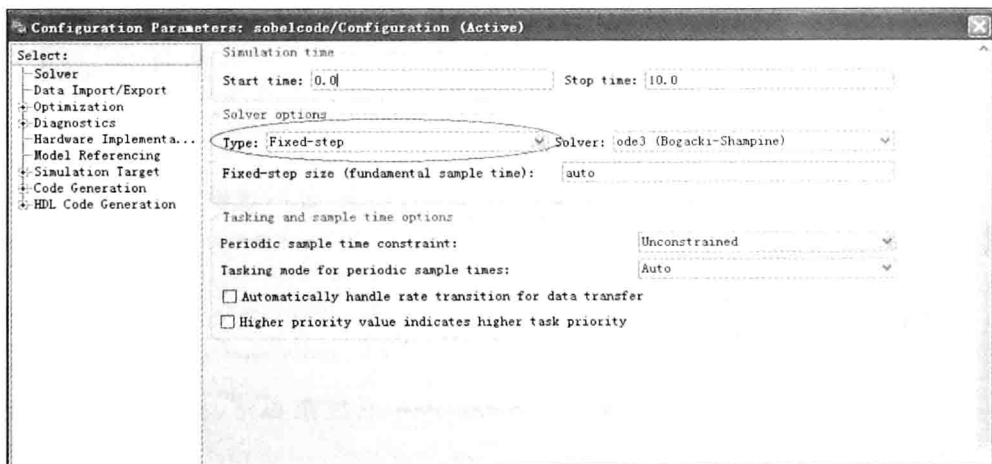 Configuration Parameters: sobelcode/Configuration (Active)
Select:
Solver
Data Import/Export
Optimization
Diagnostics
Hardware Implementa...
Model Referencing
Simulation Target
Code Generation
HDL Code Generation
Simulation time
Start time: 0.0
Stop time: 10.0
Solver options
Type: Fixed-step
Solver: ode3 (Bogacki-Shampine)
Fixed-step size (fundamental sample time): auto
Tasking and sample time options
Periodic sample time constraint: Unconstrained
Tasking mode for periodic sample times: Auto
Automatically handle rate transition for data transfer
Higher priority value indicates higher task priority